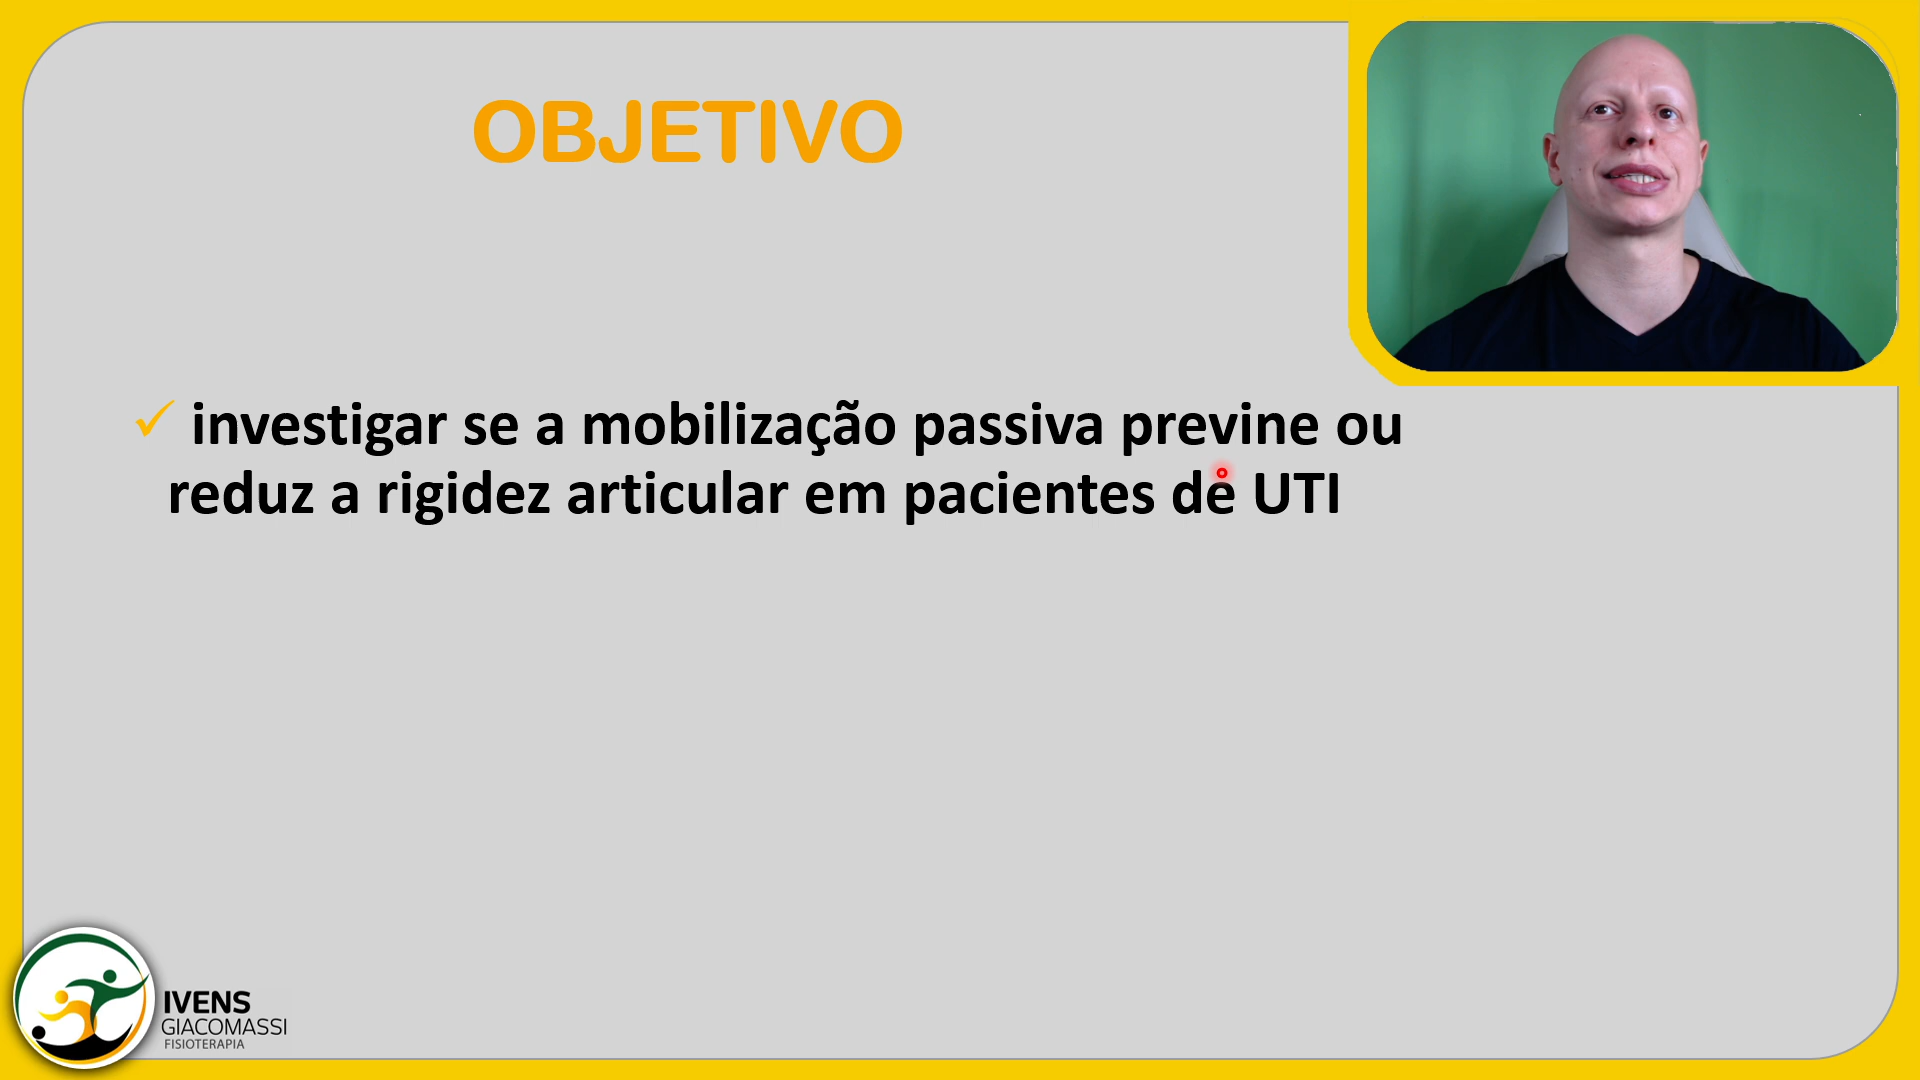 OBJETIVO
✓ investigar se a mobilização passiva previne ou
reduz a rigidez articular em pacientes de UTI
IVENS
GIACOMASSI
FISIOTERAPIA